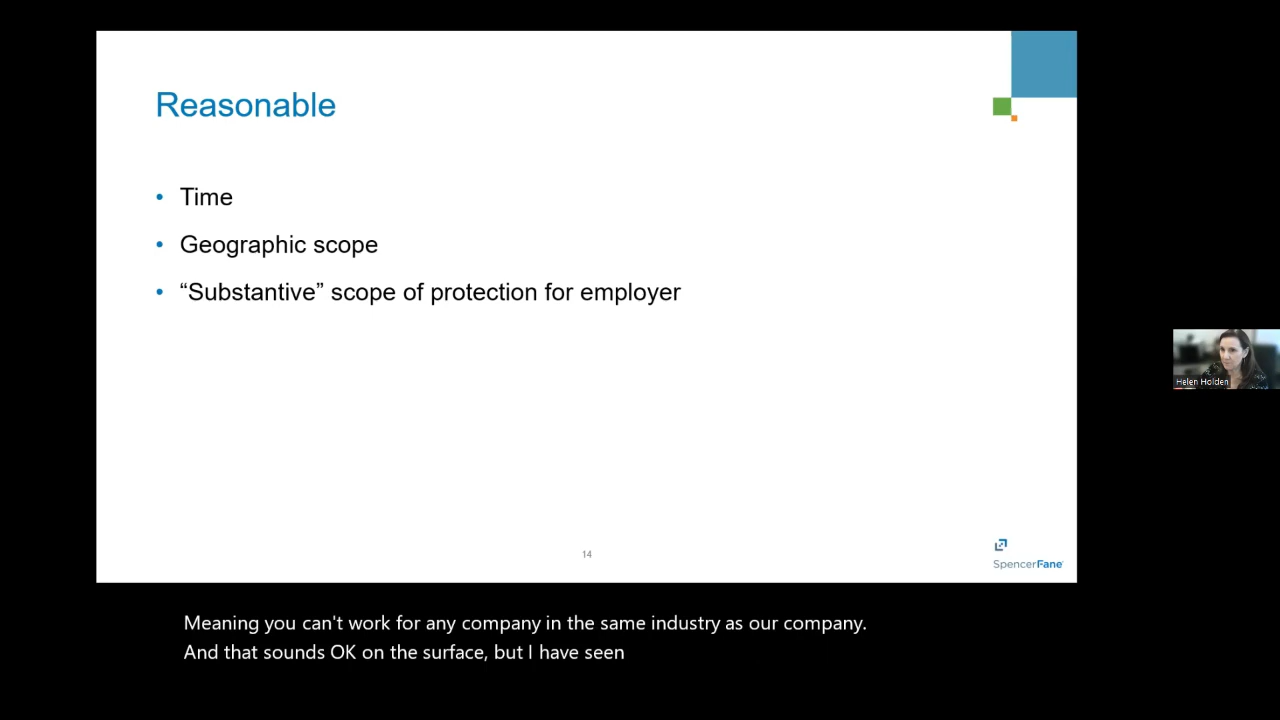 Reasonable
• Time
• Geographic scope
• “Substantive” scope of protection for employer
Helen Holden
14
SpencerFane
Meaning you can't work for any company in the same industry as our company.
And that sounds OK on the surface, but I have seen